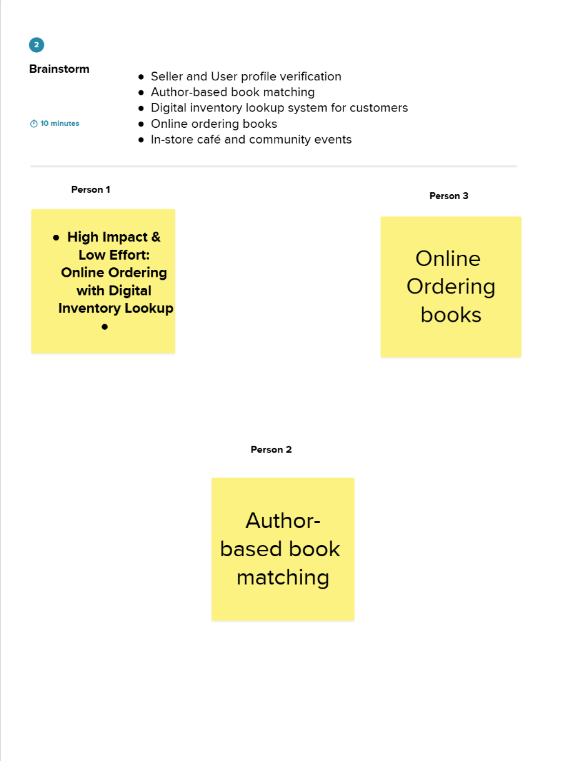 2
Brainstorm
● Seller and User profile verification
● Author-based book matching
● Digital inventory lookup system for customers
10 minutes
● Online ordering books
● In-store café and community events
Person 1
Person 3
● High Impact &
Low Effort:
Online Ordering
with Digital
Inventory Lookup
●
Online
Ordering
books
Person 2
Author-
based book
matching